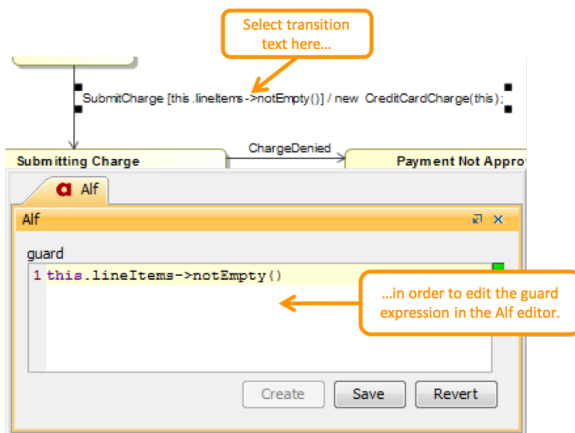 Select transition
text here...
SubmitCharge [this.lineItems->notEmpty()] / new CreditCardCharge(this);
ChargeDenied
Submitting Charge
Payment Not Appro
a Alf
Alf
guard
1 this.lineItems->notEmpty()
...in order to edit the guard
expression in the Alf editor.
Create
Save
Revert